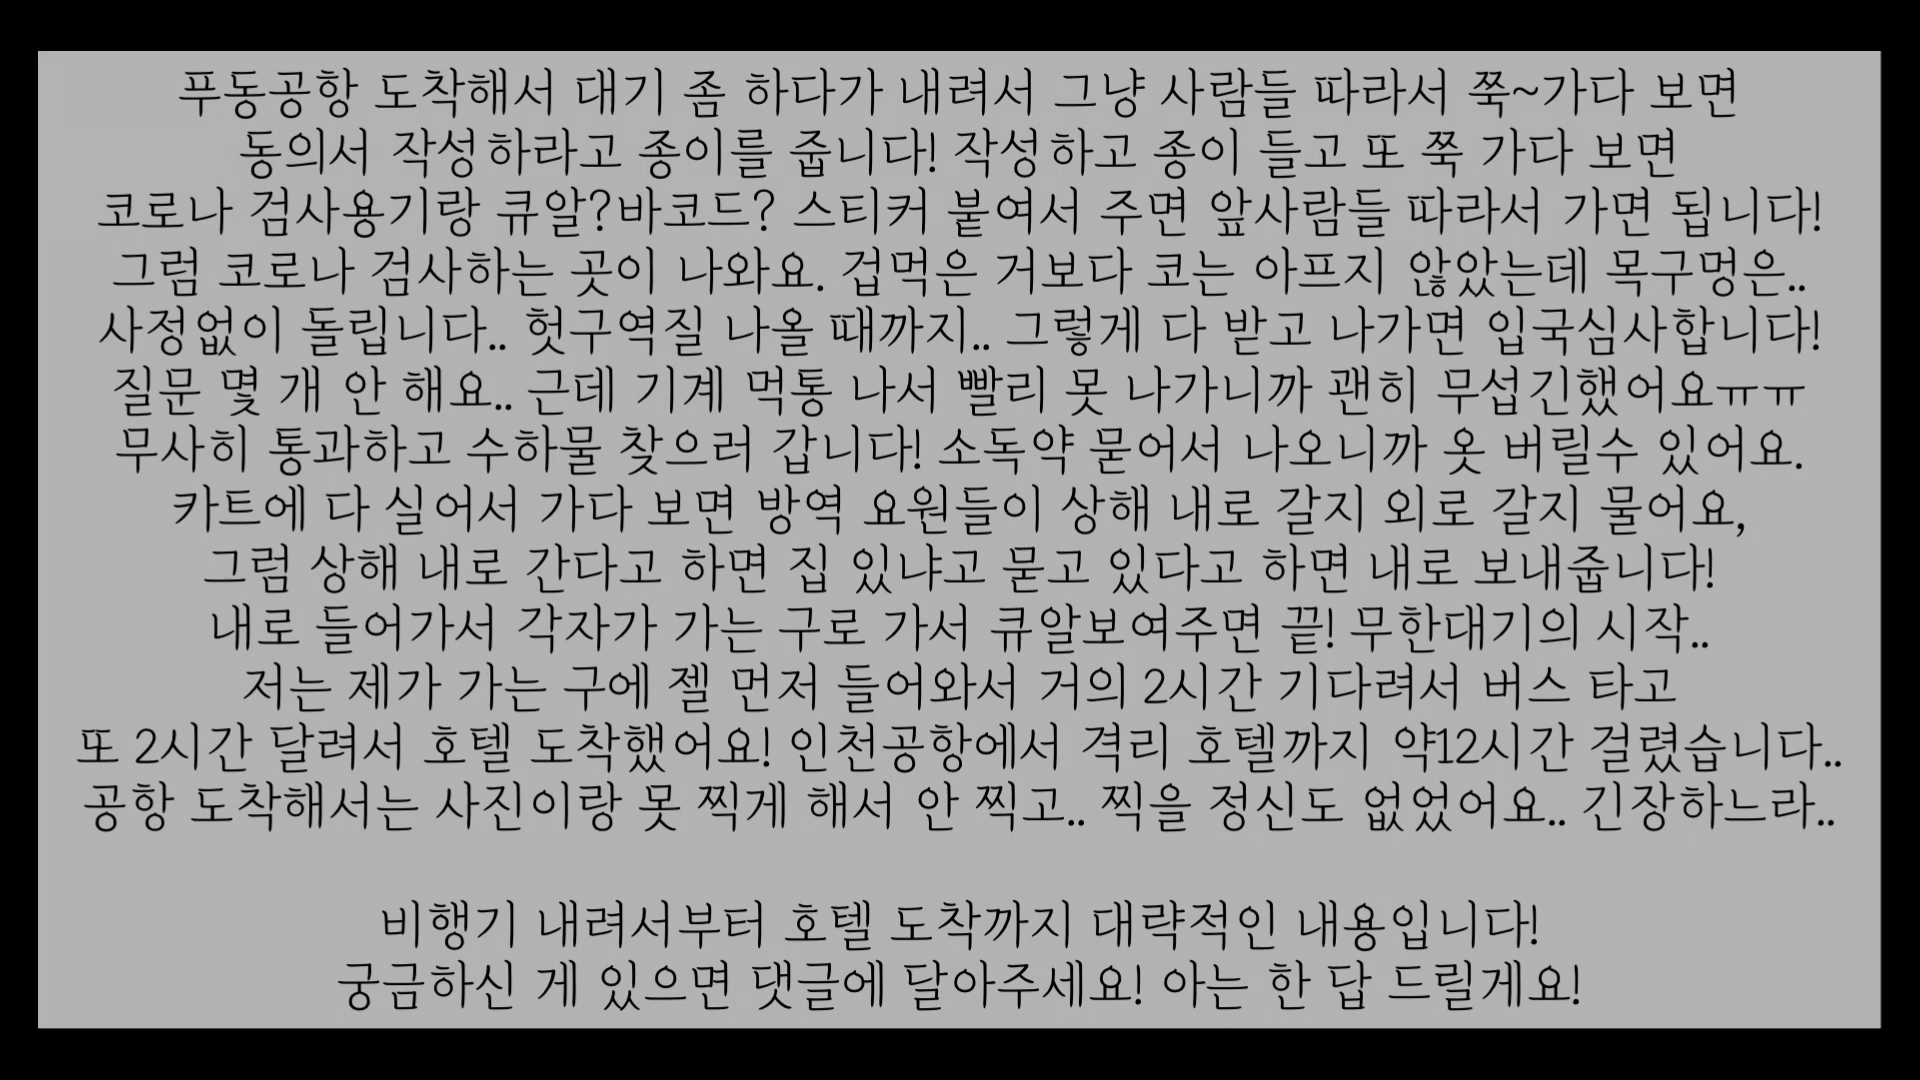 푸동공항 도착해서 대기 좀 하다가 내려서 그냥 사람들 따라서 쭉~가다 보면
동의서 작성하라고 종이를 줍니다! 작성하고 종이 들고 또 쭉 가다 보면
코로나 검사용기랑 큐알?바코드? 스티커 붙여서 주면 앞사람들 따라서 가면 됩니다!
그럼 코로나 검사하는 곳이 나와요. 겁먹은 거보다 코는 아프지 않았는데 목구멍은..
사정없이 돌립니다.. 헛구역질 나올 때까지.. 그렇게 다 받고 나가면 입국심사합니다!
질문 몇 개 안 해요.. 근데 기계 먹통 나서 빨리 못 나가니까 괜히 무섭긴했어요ㅠㅠ
무사히 통과하고 수하물 찾으러 갑니다! 소독약 묻어서 나오니까 옷 버릴수 있어요.
카트에 다 실어서 가다 보면 방역 요원들이 상해 내로 갈지 외로 갈지 물어요,
그럼 상해 내로 간다고 하면 집 있냐고 묻고 있다고 하면 내로 보내줍니다!
내로 들어가서 각자가 가는 구로 가서 큐알보여주면 끝! 무한대기의 시작..
저는 제가 가는 구에 젤 먼저 들어와서 거의 2시간 기다려서 버스 타고
또 2시간 달려서 호텔 도착했어요! 인천공항에서 격리 호텔까지 약12시간 걸렸습니다..
공항 도착해서는 사진이랑 못 찍게 해서 안 찍고.. 찍을 정신도 없었어요.. 긴장하느라..
비행기 내려서부터 호텔 도착까지 대략적인 내용입니다!
궁금하신 게 있으면 댓글에 달아주세요! 아는 한 답 드릴게요!